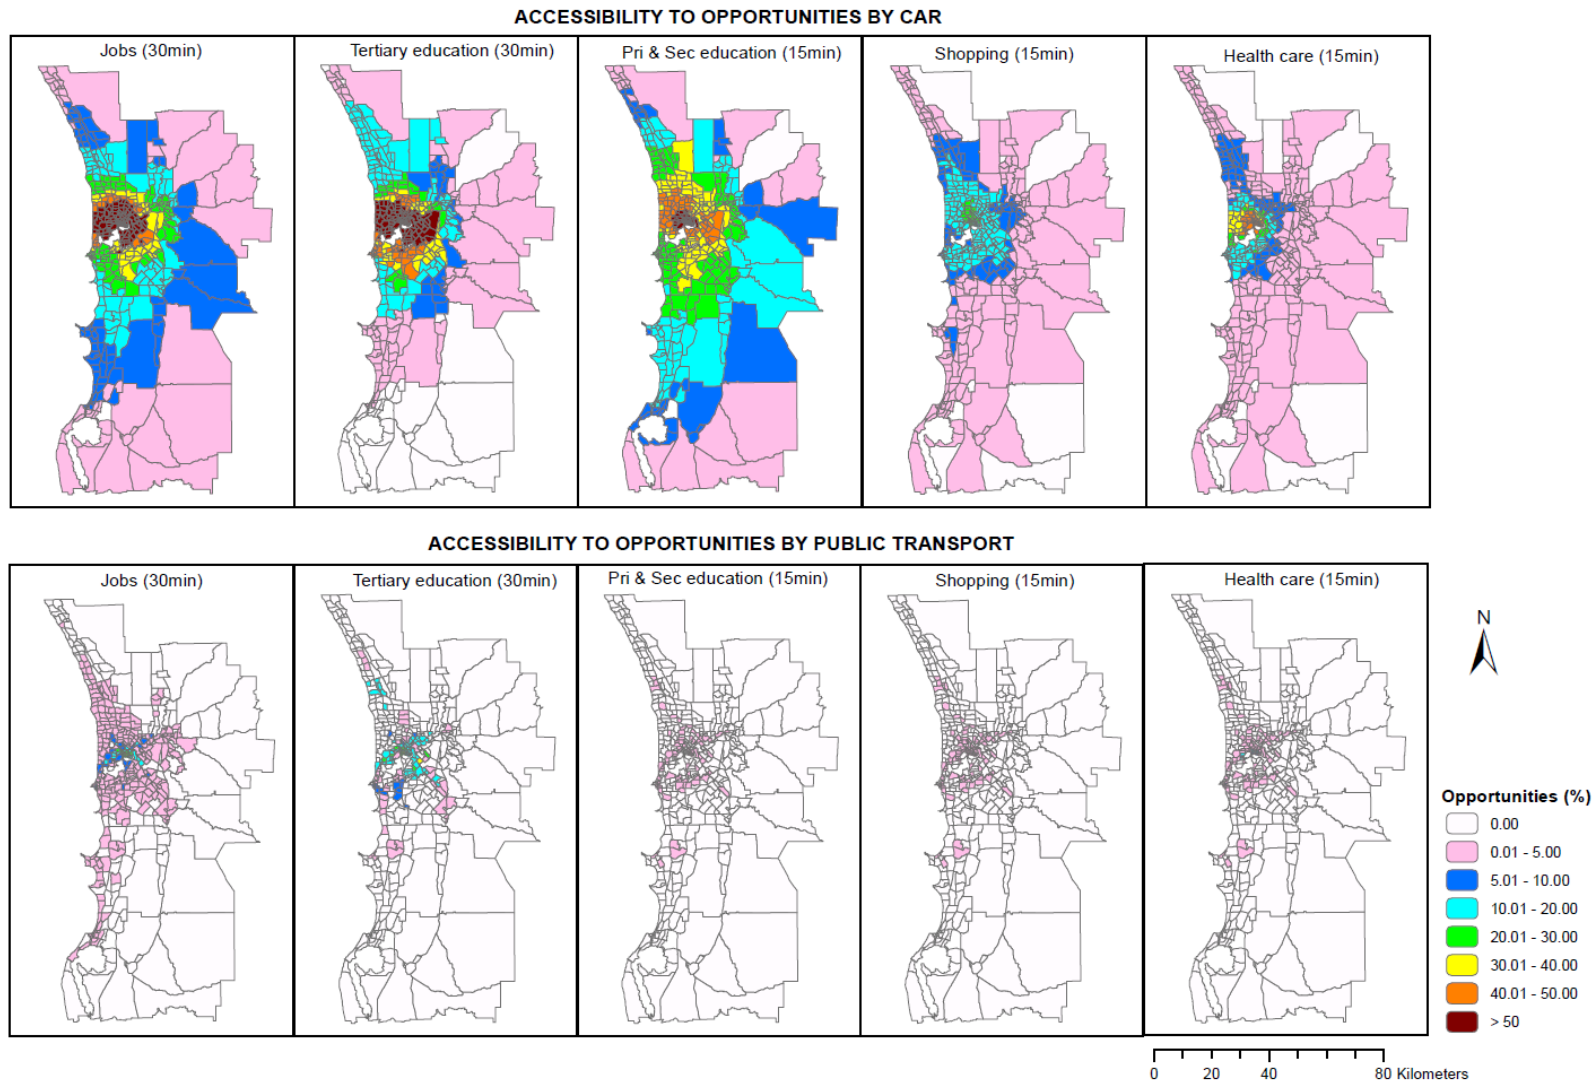 ACCESSIBILITY TO OPPORTUNITIES BY CAR
Jobs (30min)
Tertiary education (30min)
Pri & Sec education (15min)
Shopping (15min)
Health care (15min)
ACCESSIBILITY TO OPPORTUNITIES BY PUBLIC TRANSPORT
Jobs (30min)
Tertiary education (30min)
Pri & Sec education (15min)
Shopping (15min)
Health care (15min)
N
Opportunities (%)
0.00
0.01 - 5.00
5.01 - 10.00
10.01 - 20.00
20.01 - 30.00
30.01 - 40.00
40.01 - 50.00
> 50
0 20 40 80 Kilometers